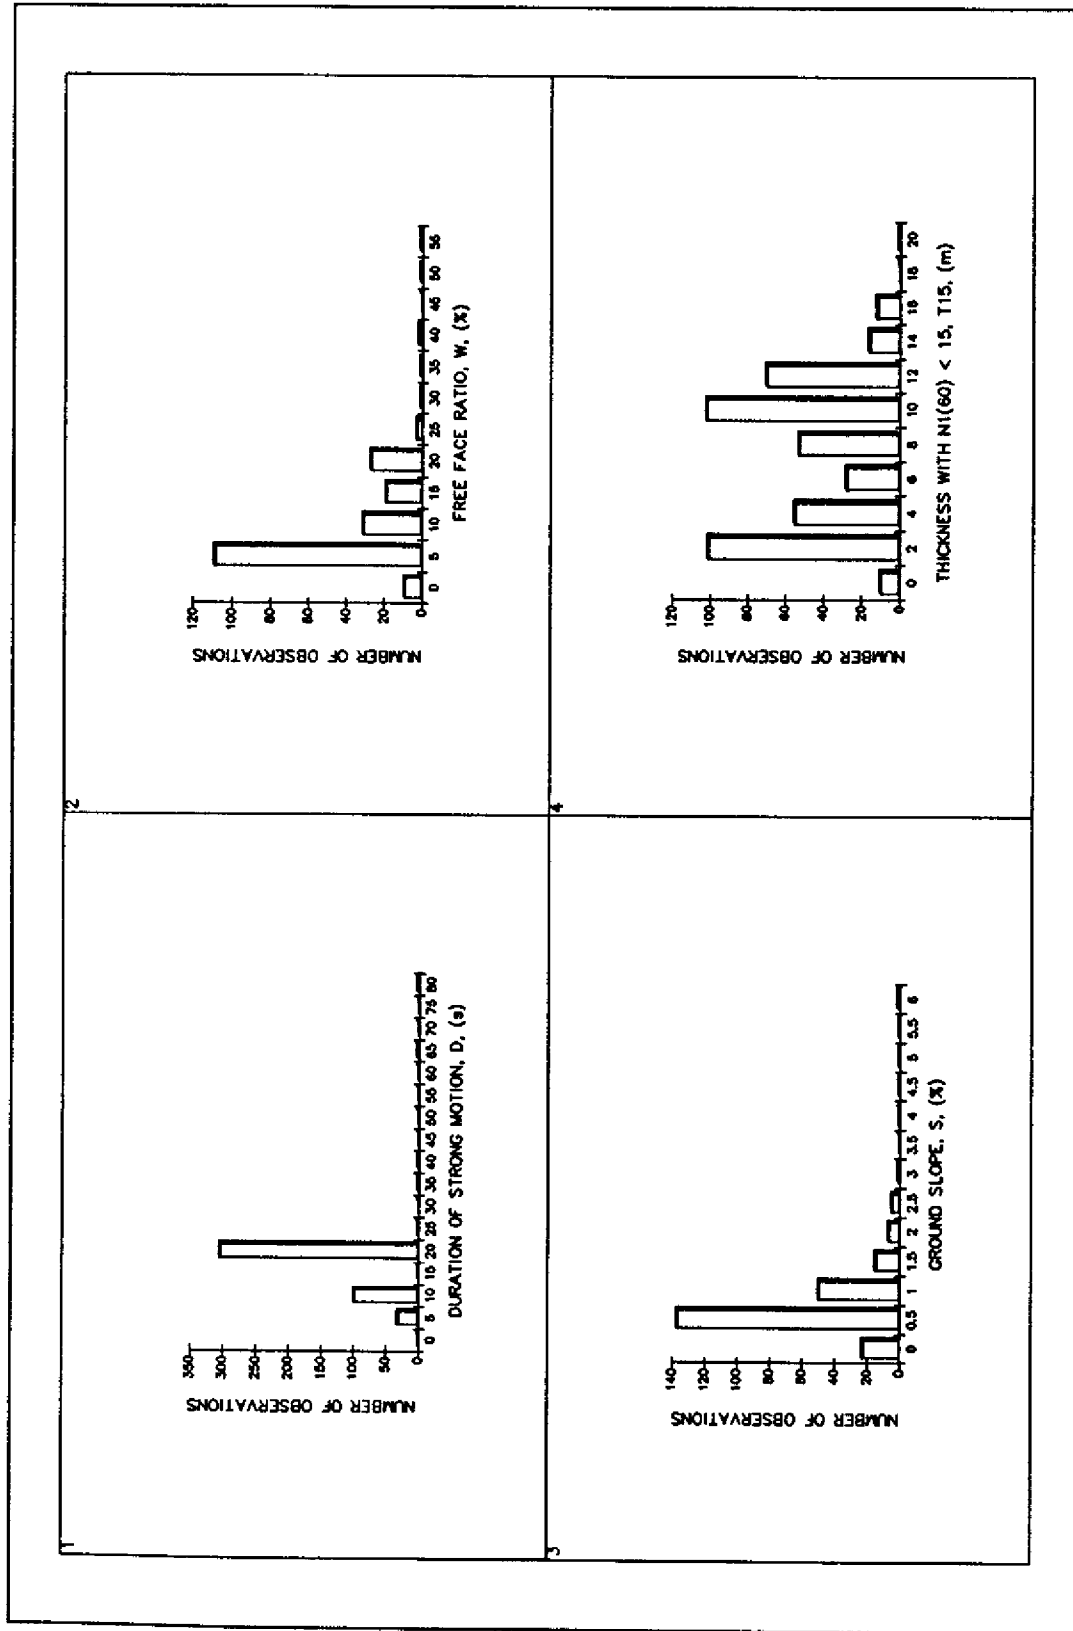 1
NUMBER OF OBSERVATIONS
350
300
250
200
150
100
50
0
0 5 10 15 20 25 30 35 40 45 50 55 60 65 70 75 80
DURATION OF STRONG MOTION, D, (s)
2
NUMBER OF OBSERVATIONS
120
100
80
60
40
20
0
0 5 10 15 20 25 30 35 40 45 50 55
FREE FACE RATIO, W, (%)
3
NUMBER OF OBSERVATIONS
140
120
100
80
60
40
20
0
0 0.5 1 1.5 2 2.5 3 3.5 4 4.5 5 5.5 6
GROUND SLOPE, S, (%)
4
NUMBER OF OBSERVATIONS
120
100
80
60
40
20
0
0 2 4 6 8 10 12 14 16 18 20
THICKNESS WITH N1(60) < 15, T15, (m)